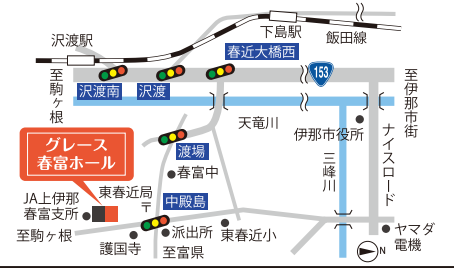 沢渡駅
下島駅
飯田線
春近大橋西
153
至駒ヶ根
沢渡南
沢渡
至伊那市街
天竜川
伊那市役所
ナイスロード
三峰川
渡場
春富中
グレース
春富ホール
JA上伊那
春富支所
東春近局
〒
中殿島
至駒ヶ根
護国寺
派出所
至富県
東春近小
ヤマダ
電機
N